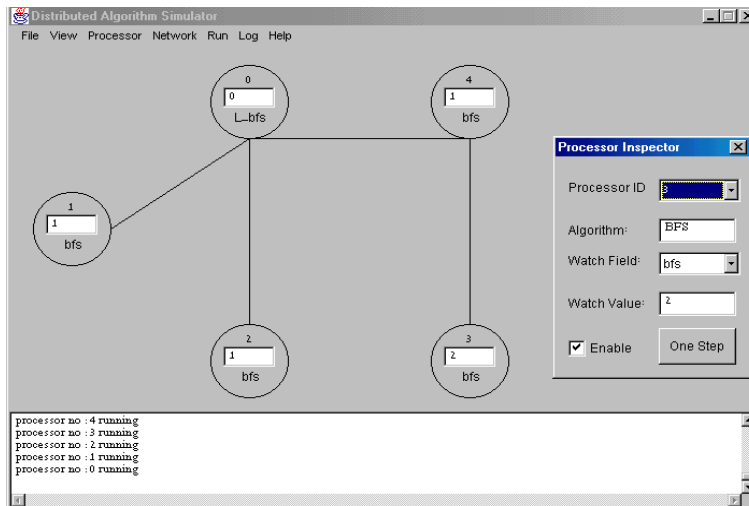 Distributed Algorithm Simulator
File View Processor Network Run Log Help
0
0
L_bfs
4
1
bfs
1
1
bfs
2
1
bfs
3
2
bfs
Processor Inspector
Processor ID 3
Algorithm: BFS
Watch Field: bfs
Watch Value: 2
Enable One Step
processor no : 4 running
processor no : 3 running
processor no : 2 running
processor no : 1 running
processor no : 0 running